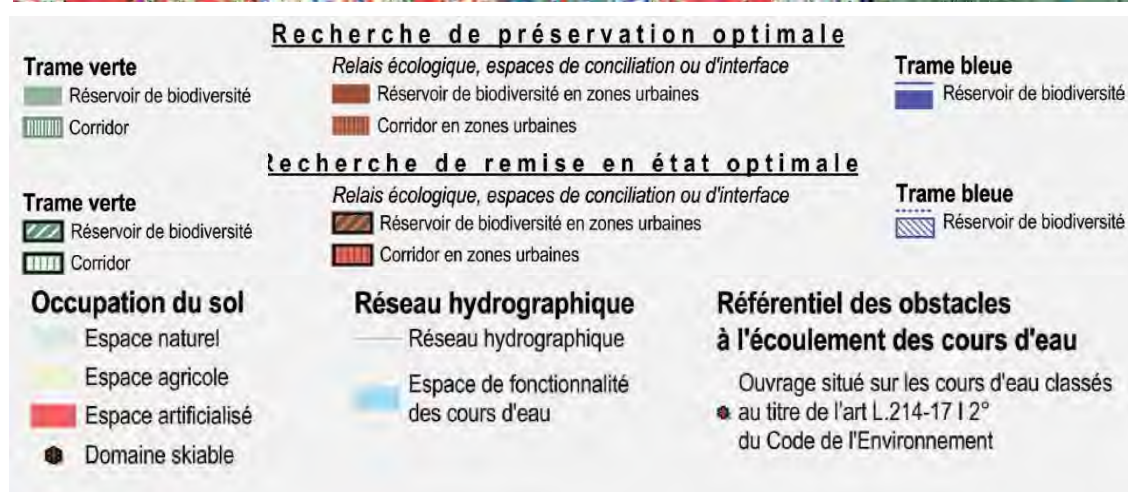 Recherche de préservation optimale
Trame verte
Réservoir de biodiversité
Corridor
Relais écologique, espaces de conciliation ou d'interface
Réservoir de biodiversité en zones urbaines
Corridor en zones urbaines
Trame bleue
Réservoir de biodiversité
Recherche de remise en état optimale
Trame verte
Réservoir de biodiversité
Corridor
Relais écologique, espaces de conciliation ou d'interface
Réservoir de biodiversité en zones urbaines
Corridor en zones urbaines
Trame bleue
Réservoir de biodiversité
Occupation du sol
Espace naturel
Espace agricole
Espace artificialisé
Domaine skiable
Réseau hydrographique
Réseau hydrographique
Espace de fonctionnalité
des cours d'eau
Référentiel des obstacles
à l'écoulement des cours d'eau
Ouvrage situé sur les cours d'eau classés
au titre de l'art L.214-17 I 2°
du Code de l'Environnement